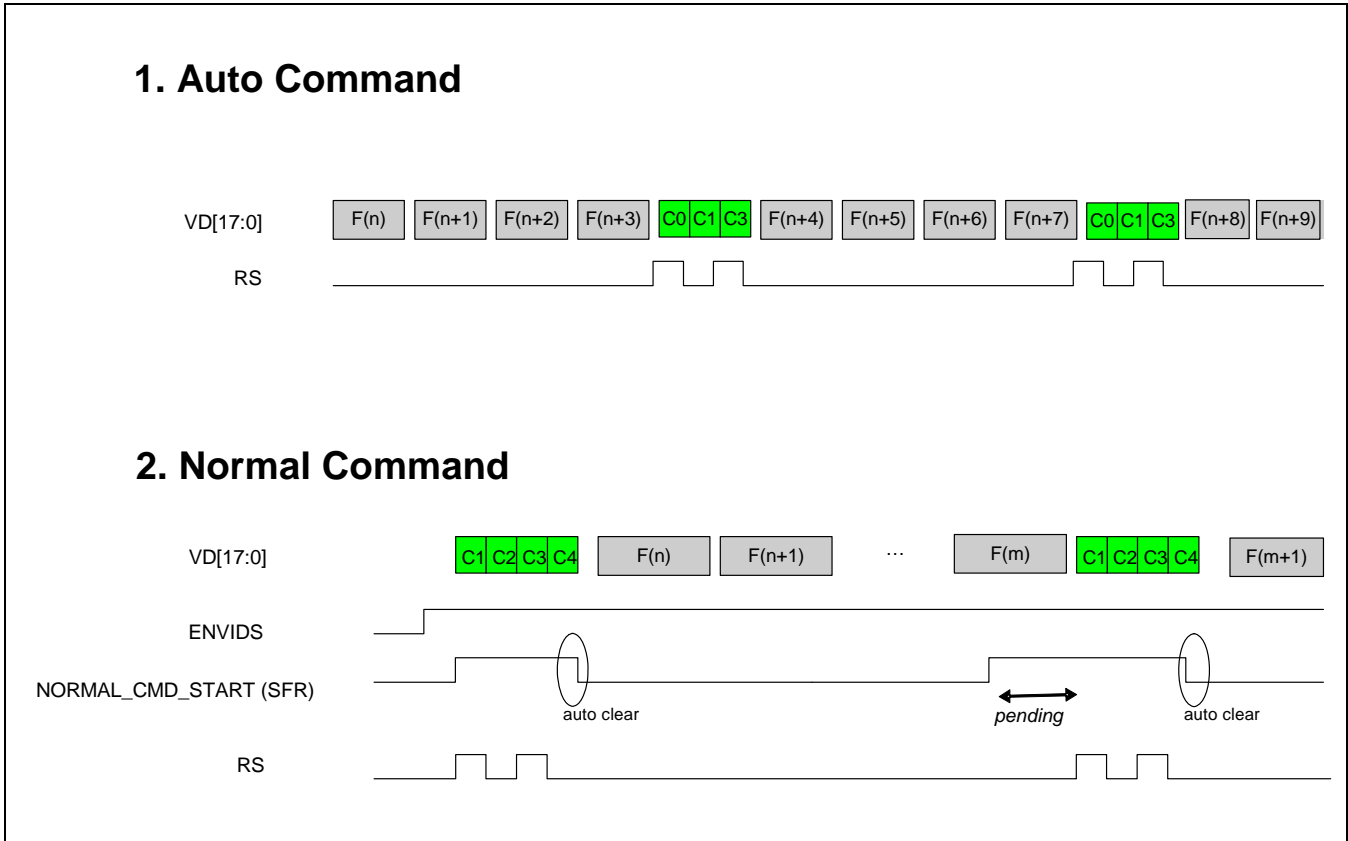 1. Auto Command
VD[17:0] F(n) F(n+1) F(n+2) F(n+3) C0 C1 C3 F(n+4) F(n+5) F(n+6) F(n+7) C0 C1 C3 F(n+8) F(n+9)
RS
2. Normal Command
VD[17:0] C1 C2 C3 C4 F(n) F(n+1) ... F(m) C1 C2 C3 C4 F(m+1)
ENVIDS
NORMAL_CMD_START (SFR)
auto clear pending auto clear
RS